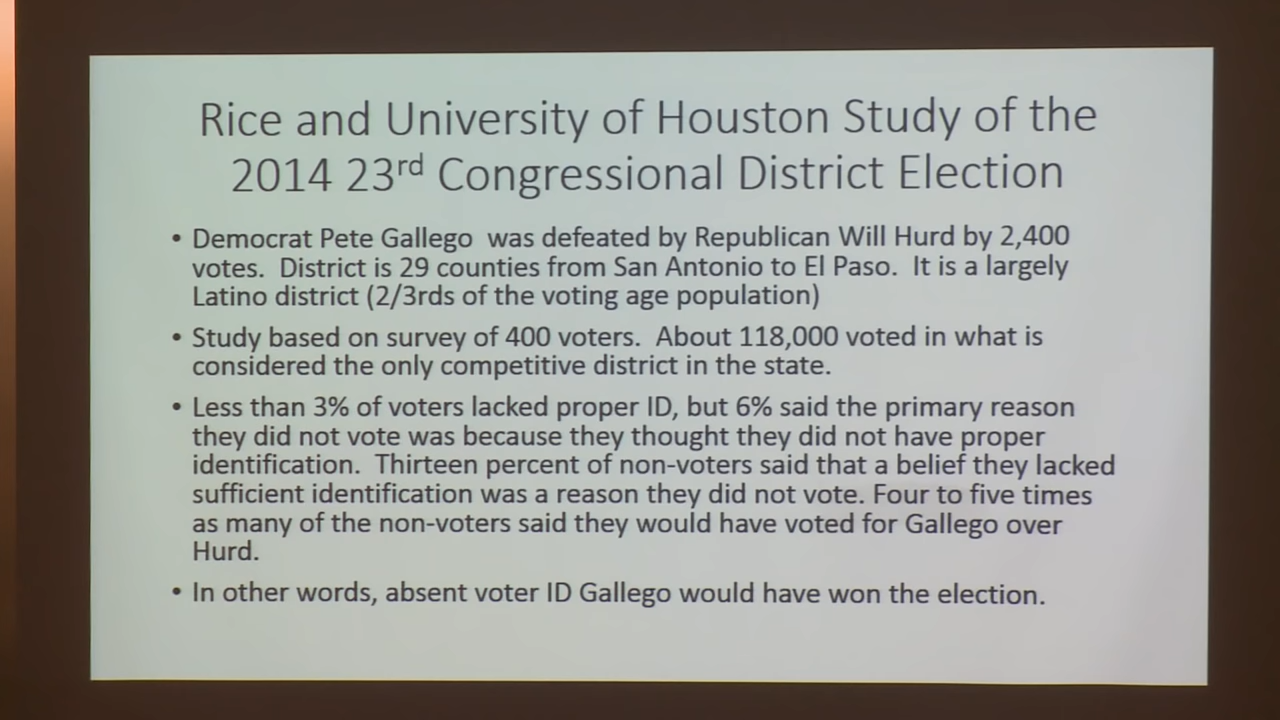 Rice and University of Houston Study of the
2014 23rd Congressional District Election
• Democrat Pete Gallego was defeated by Republican Will Hurd by 2,400
votes. District is 29 counties from San Antonio to El Paso. It is a largely
Latino district (2/3rds of the voting age population)
• Study based on survey of 400 voters. About 118,000 voted in what is
considered the only competitive district in the state.
• Less than 3% of voters lacked proper ID, but 6% said the primary reason
they did not vote was because they thought they did not have proper
identification. Thirteen percent of non-voters said that a belief they lacked
sufficient identification was a reason they did not vote. Four to five times
as many of the non-voters said they would have voted for Gallego over
Hurd.
• In other words, absent voter ID Gallego would have won the election.